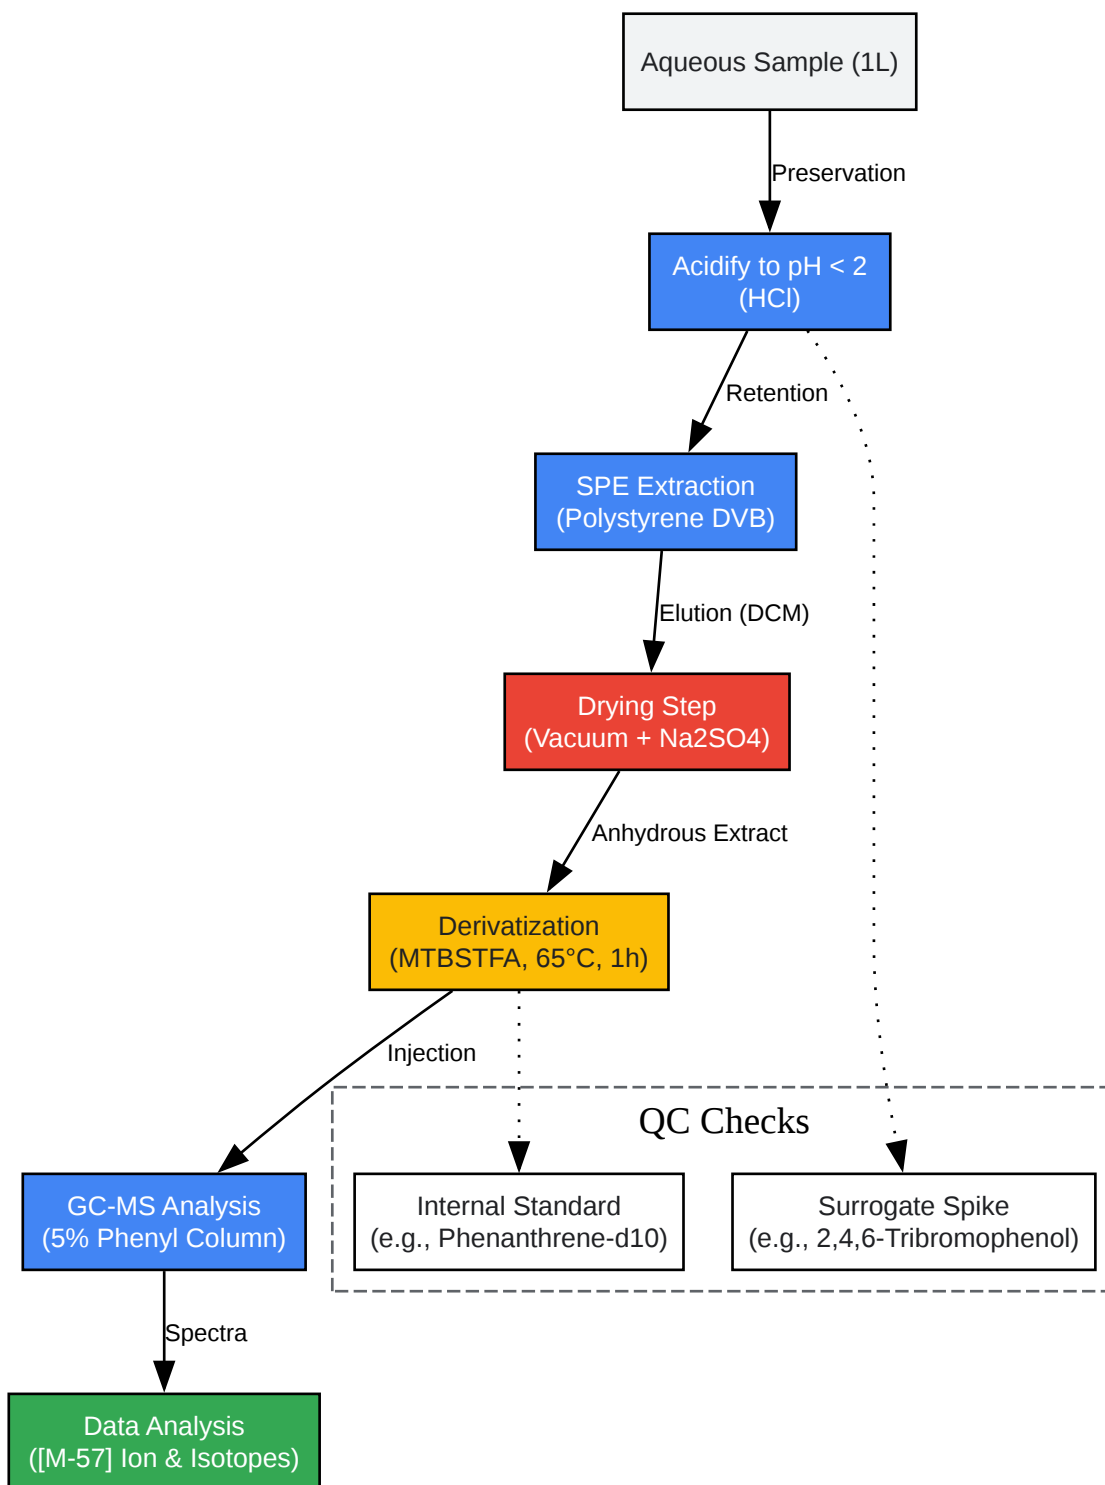 Aqueous Sample (1L)
Preservation
Acidify to pH < 2
(HCl)
Retention
SPE Extraction
(Polystyrene DVB)
Elution (DCM)
Drying Step
(Vacuum + Na2SO4)
Anhydrous Extract
Derivatization
(MTBSTFA, 65°C, 1h)
Injection
QC Checks
GC-MS Analysis
(5% Phenyl Column)
Internal Standard
(e.g., Phenanthrene-d10)
Surrogate Spike
(e.g., 2,4,6-Tribromophenol)
Spectra
Data Analysis
([M-57] Ion & Isotopes)